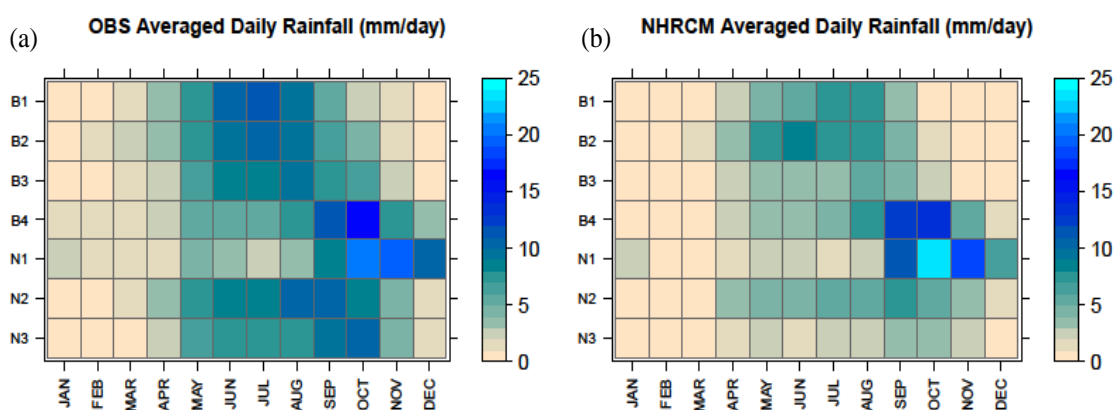 (a) OBS Averaged Daily Rainfall (mm/day)
B1
B2
B3
B4
N1
N2
N3
JAN FEB MAR APR MAY JUN JUL AUG SEP OCT NOV DEC
25
20
15
10
5
0
(b) NHRCM Averaged Daily Rainfall (mm/day)
B1
B2
B3
B4
N1
N2
N3
JAN FEB MAR APR MAY JUN JUL AUG SEP OCT NOV DEC
25
20
15
10
5
0